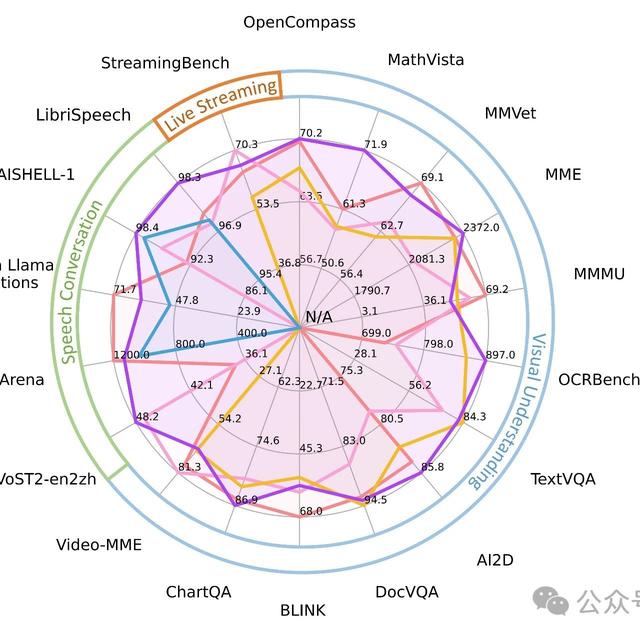 OpenCompass
StreamingBench
MathVista
LibriSpeech
Live Streaming
MMVet
AISHELL-1
MME
Speech Conversation
Llama
tions
MMMU
Arena
OCRBench
Visual Understanding
VoST2-en2zh
TextVQA
Video-MME
AI2D
ChartQA
DocVQA
BLINK
N/A
70.2
63.5
56.7
71.9
61.3
50.6
69.1
62.7
56.4
2372.0
2081.3
1790.7
69.2
36.1
3.1
897.0
798.0
699.0
84.3
56.2
28.1
85.8
80.5
75.3
94.5
83.0
71.5
68.0
45.3
22.7
86.9
74.6
62.3
81.3
54.2
27.1
48.2
42.1
36.1
1200.0
800.0
400.0
71.7
47.8
23.9
98.4
92.3
86.1
98.3
96.9
95.4
70.3
53.5
36.8
公众号